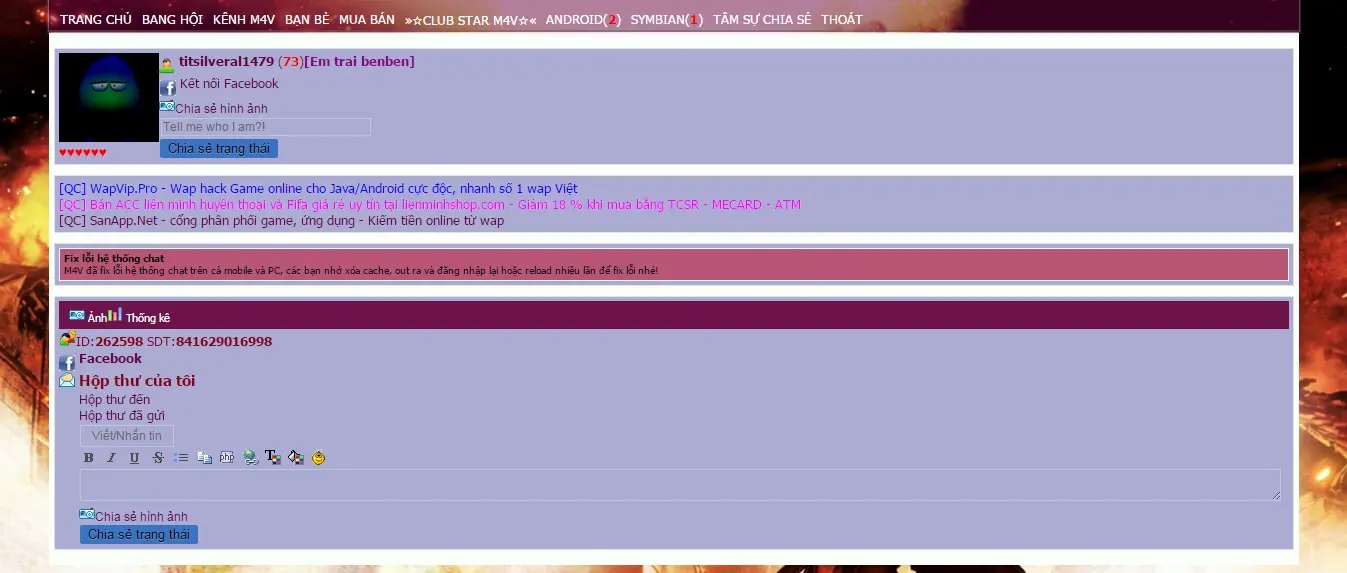 TRANG CHỦ BANG HỘI KÊNH M4V BẠN BÈ MUA BÁN »☆CLUB STAR M4V☆« ANDROID(2) SYMBIAN(1) TÂM SỰ CHIA SẺ THOÁT
titsilveral1479 (73)[Em trai benben]
Kết nối Facebook
Chia sẻ hình ảnh
Tell me who I am?!
Chia sẻ trạng thái
♥♥♥♥♥♥
[QC] WapVip.Pro - Wap hack Game online cho Java/Android cực độc, nhanh số 1 wap Việt
[QC] Bán ACC liên minh huyền thoại và Fifa giá rẻ uy tín tại lienminhshop.com - Giảm 18 % khi mua bằng TCSR - MECARD - ATM
[QC] SanApp.Net - cổng phân phối game, ứng dụng - Kiếm tiền online từ wap
Fix lỗi hệ thống chat
M4V đã fix lỗi hệ thống chat trên cả mobile và PC, các bạn nhớ xóa cache, out ra và đăng nhập lại hoặc reload nhiều lần để fix lỗi nhé!
Ảnh Thống kê
ID:262598 SDT:841629016998
Facebook
Hộp thư của tôi
Hộp thư đến
Hộp thư đã gửi
Viết/Nhắn tin
B I U S php T
Chia sẻ hình ảnh
Chia sẻ trạng thái